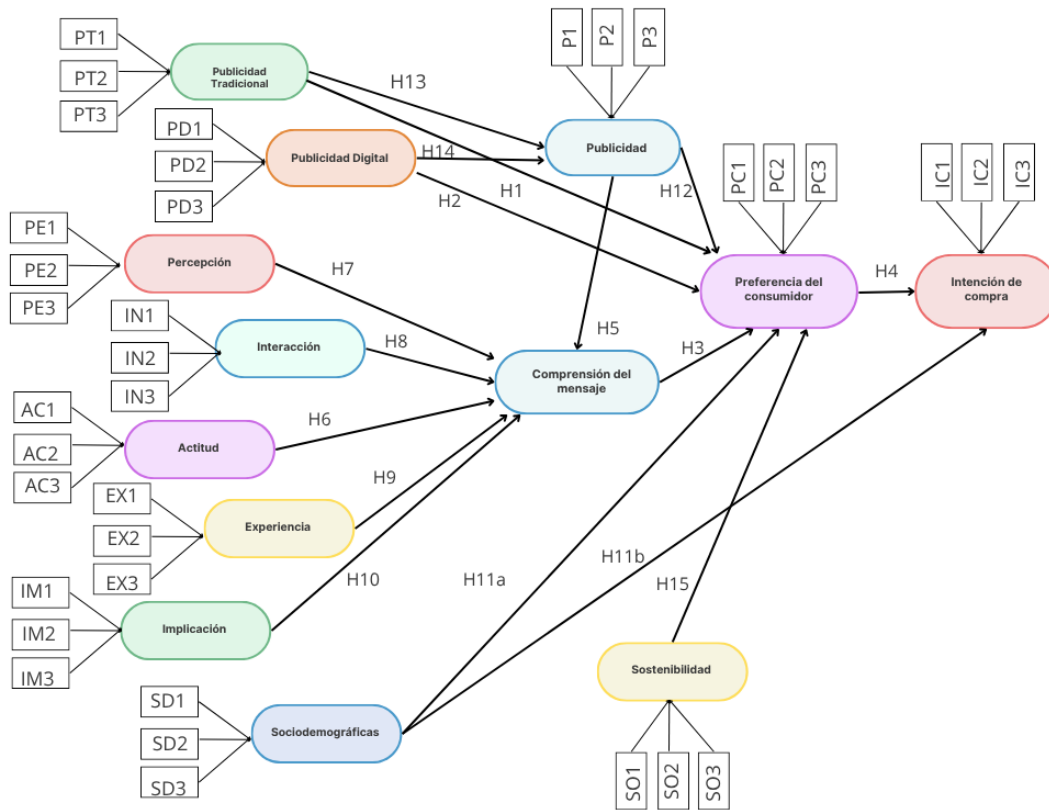 PT1
PT2
PT3
Publicidad
Tradicional
H13
P1
P2
P3
PD1
PD2
PD3
Publicidad Digital
H14
Publicidad
H12
H2
H1
PC1
PC2
PC3
IC1
IC2
IC3
PE1
PE2
PE3
Percepción
H7
Preferencia del
consumidor
H4
Intención de
compra
IN1
IN2
IN3
Interacción
H8
H5
H3
Comprensión del
mensaje
AC1
AC2
AC3
Actitud
H6
EX1
EX2
EX3
Experiencia
H9
IM1
IM2
IM3
Implicación
H10
H11a
H11b
H15
Sostenibilidad
SD1
SD2
SD3
Sociodemográficas
SO1
SO2
SO3